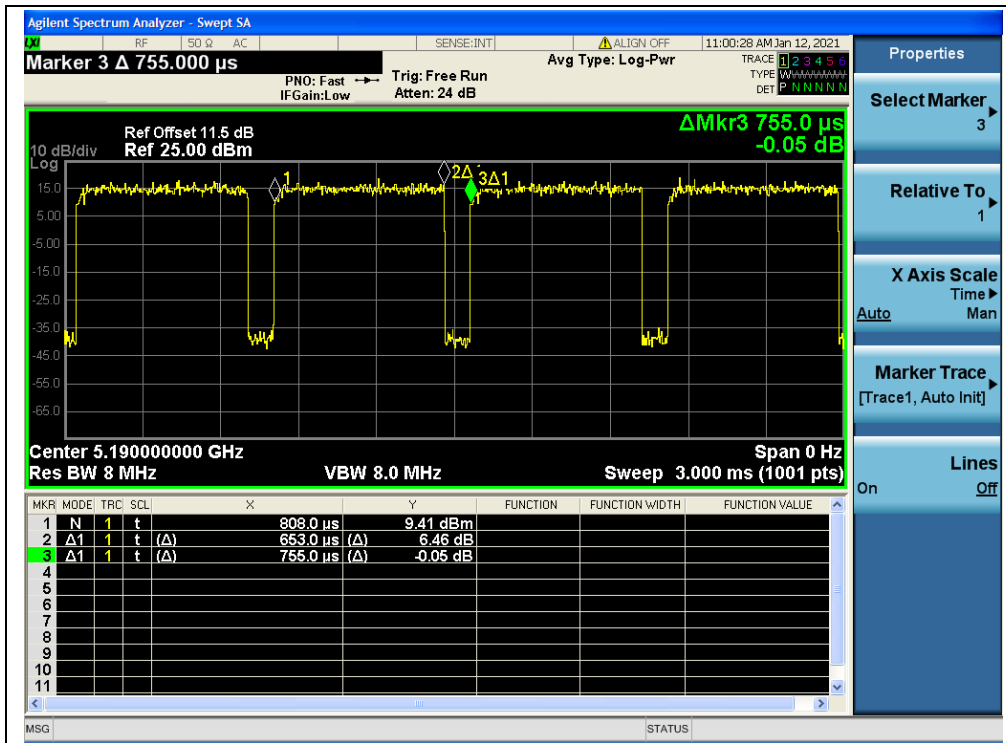 Agilent Spectrum Analyzer - Swept SA
LXI RF 50 Ω AC SENSE:INT ALIGN OFF 11:00:28 AM Jan 12, 2021
Marker 3 Δ 755.000 µs
PNO: Fast
IFGain:Low
Trig: Free Run
Atten: 24 dB
Avg Type: Log-Pwr
TRACE 1 2 3 4 5 6
TYPE W
DET P N N N N N
ΔMkr3 755.0 µs
-0.05 dB
Ref Offset 11.5 dB
10 dB/div Ref 25.00 dBm
Log
15.0
5.00
-5.00
-15.0
-25.0
-35.0
-45.0
-55.0
-65.0
1
2Δ1
3Δ1
Center 5.190000000 GHz Span 0 Hz
Res BW 8 MHz VBW 8.0 MHz Sweep 3.000 ms (1001 pts)
MKR MODE TRC SCL X Y FUNCTION FUNCTION WIDTH FUNCTION VALUE
1 N 1 t 808.0 µs 9.41 dBm
2 Δ1 1 t (Δ) 653.0 µs (Δ) 6.46 dB
3 Δ1 1 t (Δ) 755.0 µs (Δ) -0.05 dB
4
5
6
7
8
9
10
11
MSG STATUS
Properties
Select Marker
3
Relative To
1
X Axis Scale
Time
Auto Man
Marker Trace
[Trace1, Auto Init]
Lines
On Off